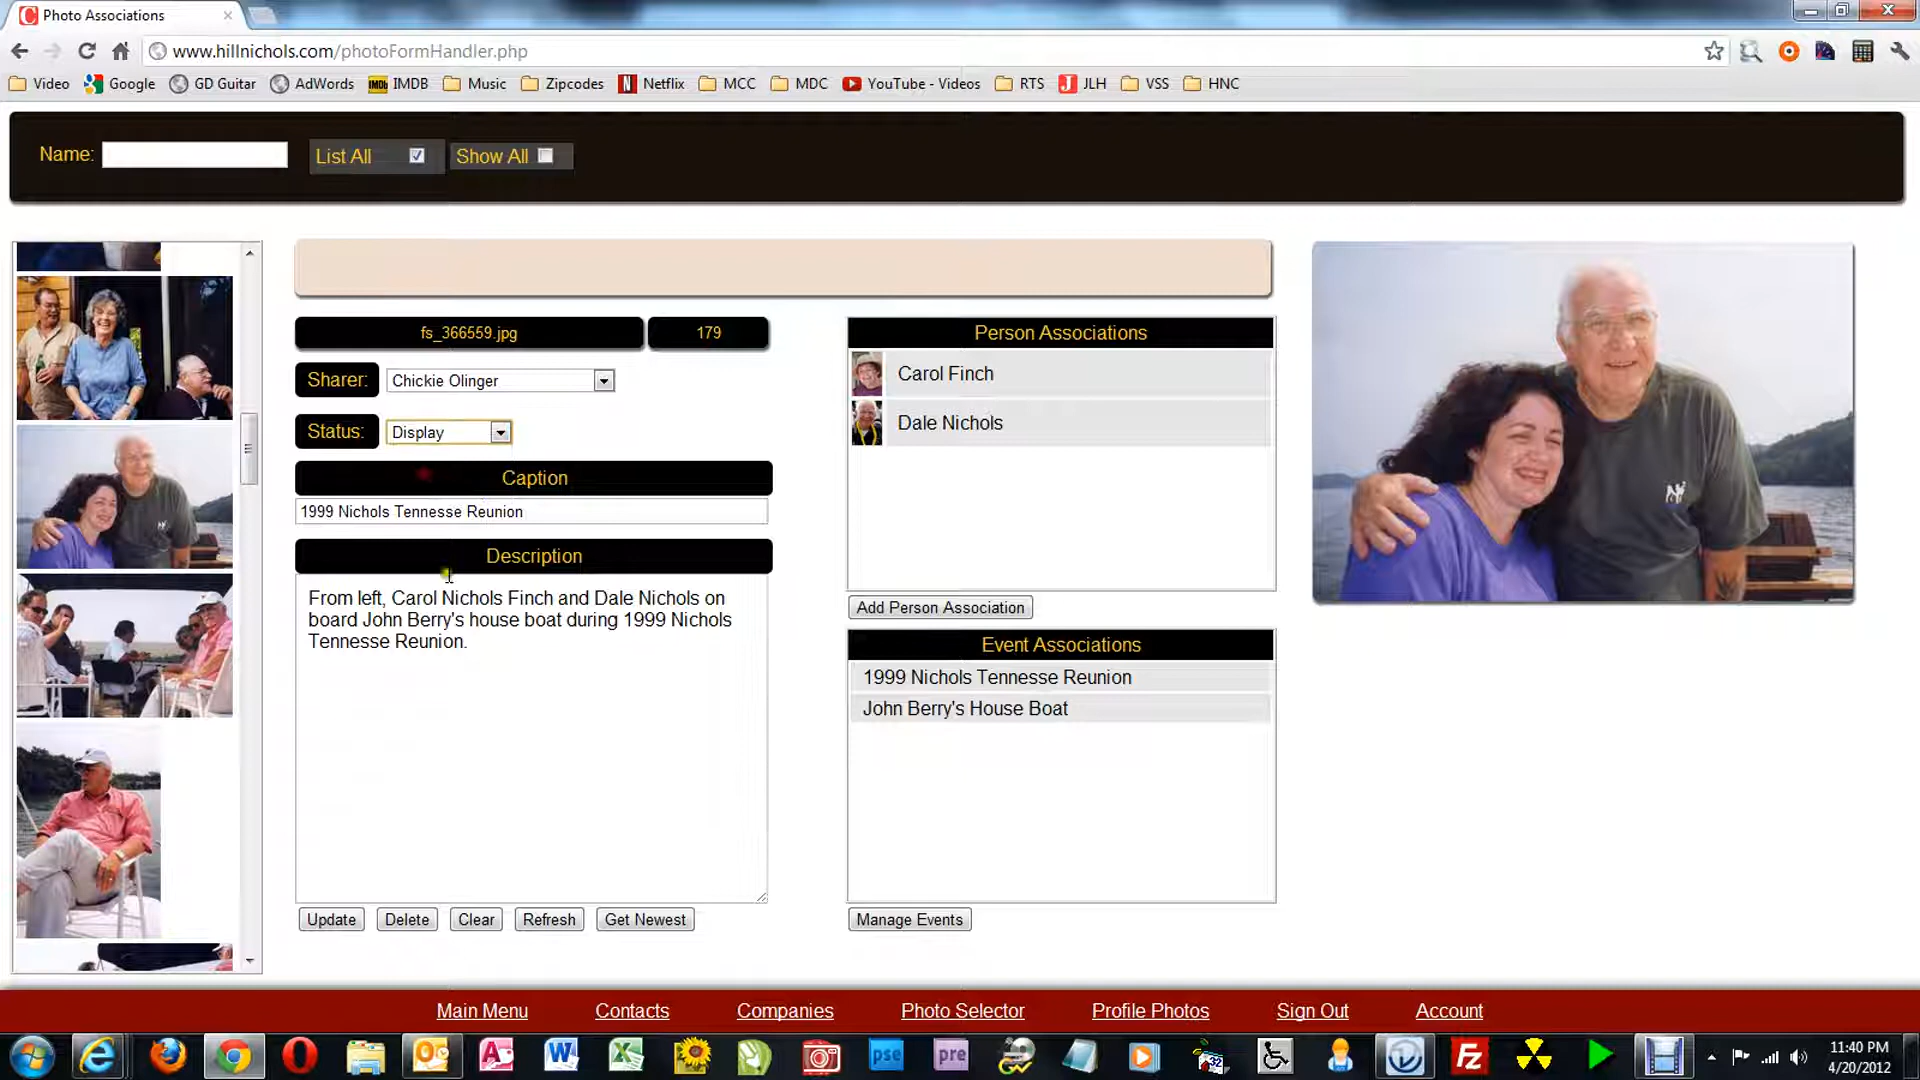 Photo Associations
www.hillnichols.com/photoFormHandler.php
Video Google GD Guitar AdWords IMDb IMDB Music Zipcodes N Netflix MCC MDC YouTube - Videos RTS J JLH VSS HNC
Name: List All Show All
fs_366559.jpg 179
Sharer: Chickie Olinger
Status: Display
Caption
1999 Nichols Tennesse Reunion
Description
From left, Carol Nichols Finch and Dale Nichols on
board John Berry's house boat during 1999 Nichols
Tennesse Reunion.
Update Delete Clear Refresh Get Newest
Person Associations
Carol Finch
Dale Nichols
Add Person Association
Event Associations
1999 Nichols Tennesse Reunion
John Berry's House Boat
Manage Events
Main Menu Contacts Companies Photo Selector Profile Photos Sign Out Account
pse pre 32 Fz
11:40 PM
4/20/2012